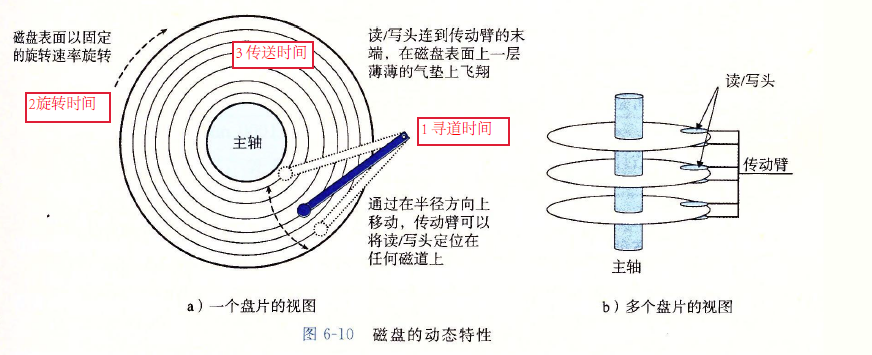 磁盘表面以固定
的旋转速率旋转
2旋转时间
3 传送时间
主轴
读/写头连到传动臂的末
端，在磁盘表面上一层
薄薄的气垫上飞翔
1 寻道时间
通过在半径方向上
移动，传动臂可以
将读/写头定位在
任何磁道上
a）一个盘片的视图
读/写头
传动臂
主轴
b）多个盘片的视图
图 6-10 磁盘的动态特性